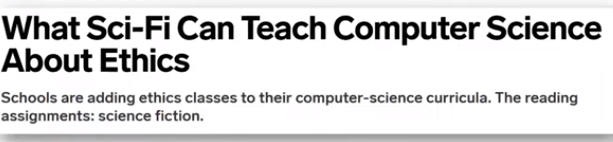 What Sci-Fi Can Teach Computer Science
About Ethics
Schools are adding ethics classes to their computer-science curricula. The reading
assignments: science fiction.